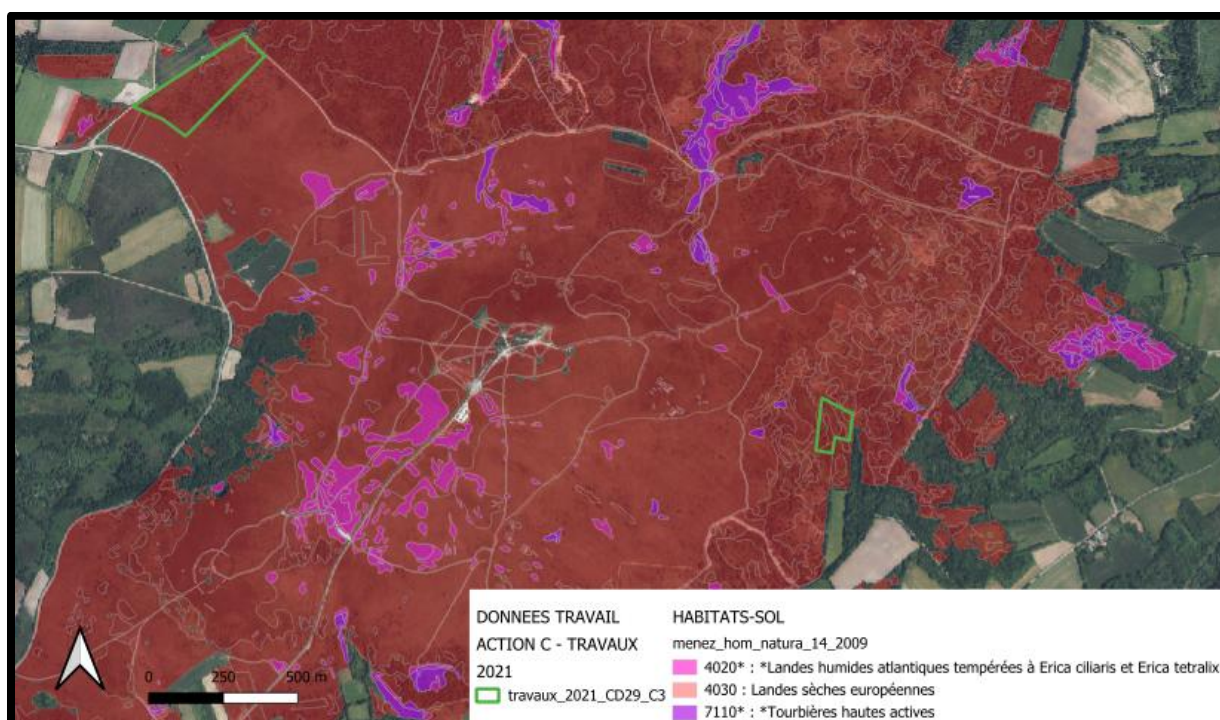 0 250 500 m
DONNEES TRAVAIL
ACTION C - TRAVAUX
2021
travaux_2021_CD29_C3
HABITATS-SOL
menez_hom_natura_14_2009
4020* : *Landes humides atlantiques tempérées à Erica ciliaris et Erica tetralix
4030 : Landes sèches européennes
7110* : *Tourbières hautes actives